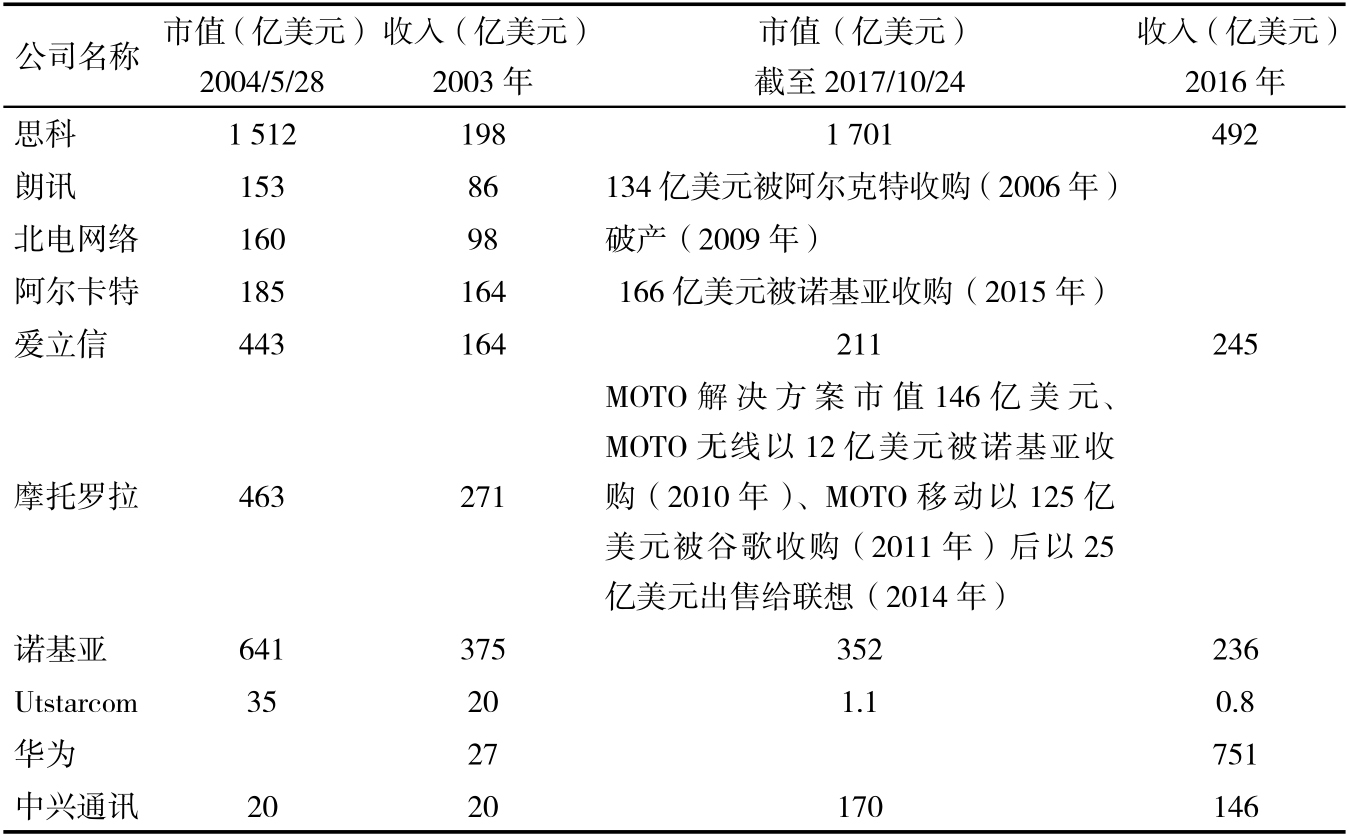 公司名称 市值（亿美元） 收入（亿美元） 市值（亿美元） 收入（亿美元）
2004/5/28 2003 年 截至 2017/10/24 2016 年
思科 1 512 198 1 701 492
朗讯 153 86 134 亿美元被阿尔克特收购（2006 年）
北电网络 160 98 破产（2009 年）
阿尔卡特 185 164 166 亿美元被诺基亚收购（2015 年）
爱立信 443 164 211 245
摩托罗拉 463 271 MOTO 解决方案市值 146 亿美元、
MOTO 无线以 12 亿美元被诺基亚收
购（2010 年）、MOTO 移动以 125 亿
美元被谷歌收购（2011 年）后以 25
亿美元出售给联想（2014 年）
诺基亚 641 375 352 236
Utstarcom 35 20 1.1 0.8
华为 27 751
中兴通讯 20 20 170 146